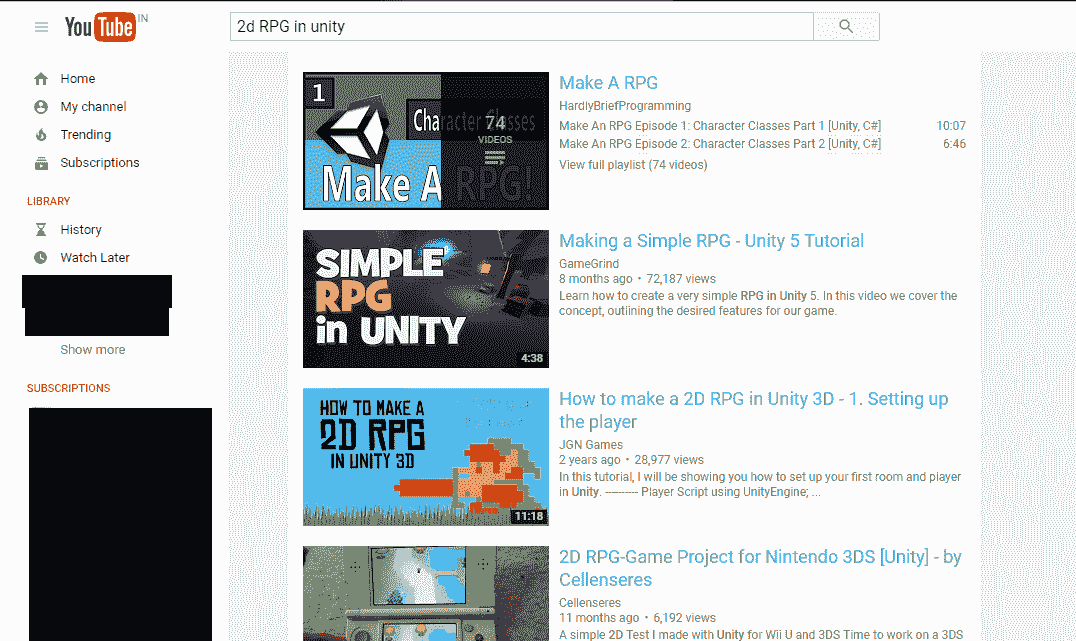 YouTube IN
2d RPG in unity
Home
My channel
Trending
Subscriptions
LIBRARY
History
Watch Later
Show more
SUBSCRIPTIONS
1
Character Classes
74
VIDEOS
Make A RPG!
Make A RPG
HardlyBriefProgramming
Make An RPG Episode 1: Character Classes Part 1 [Unity, C#] 10:07
Make An RPG Episode 2: Character Classes Part 2 [Unity, C#] 6:46
View full playlist (74 videos)
SIMPLE
RPG
in UNITY
4:38
Making a Simple RPG - Unity 5 Tutorial
GameGrind
8 months ago • 72,187 views
Learn how to create a very simple RPG in Unity 5. In this video we cover the
concept, outlining the desired features for our game.
HOW TO MAKE A
2D RPG
IN UNITY 3D
11:18
How to make a 2D RPG in Unity 3D - 1. Setting up
the player
JGN Games
2 years ago • 28,977 views
In this tutorial, I will be showing you how to set up your first room and player
in Unity. ---------- Player Script using UnityEngine; ...
2D RPG-Game Project for Nintendo 3DS [Unity] - by
Cellenseres
Cellenseres
11 months ago • 6,192 views
A simple 2D Test I made with Unity for Wii U and 3DS Time to work on a 3DS